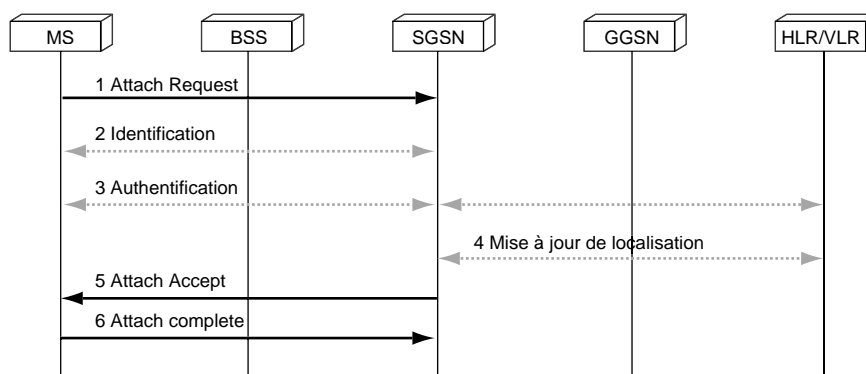 MS BSS SGSN GGSN HLR/VLR
1 Attach Request
2 Identification
3 Authentification
4 Mise à jour de localisation
5 Attach Accept
6 Attach complete